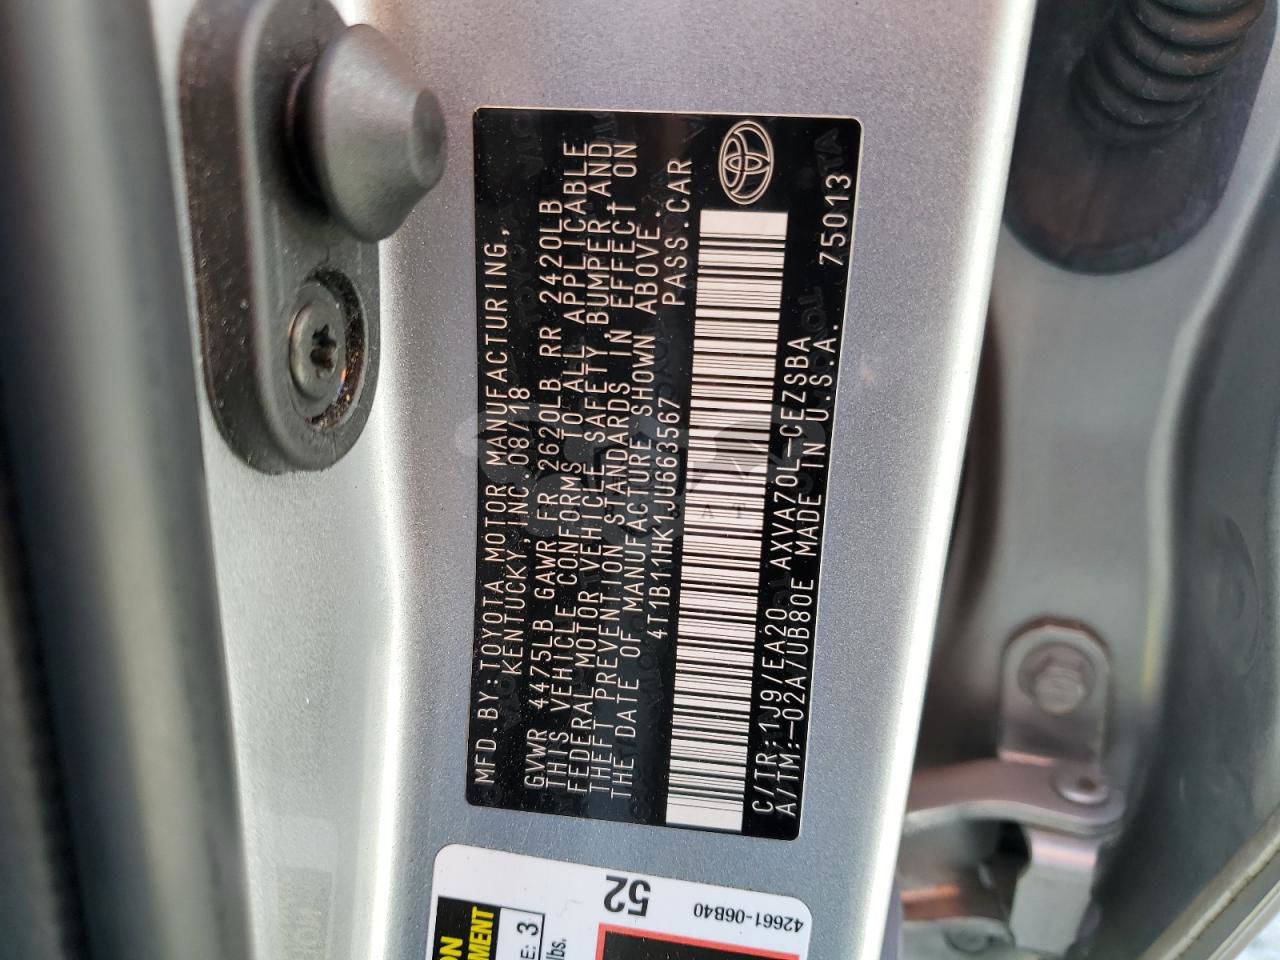 MFD.BY:TOYOTA MOTOR MANUFACTURING,
KENTUCKY,INC.08/18
GVWR 4475LB GAWR FR 2620LB RR 2420LB
THIS VEHICLE CONFORMS TO ALL APPLICABLE
FEDERAL MOTOR VEHICLE SAFETY,BUMPER,AND
THEFT PREVENTION STANDARDS IN EFFECT ON
THE DATE OF MANUFACTURE SHOWN ABOVE.
4T1B11HK1JU663567 PASS.CAR
C/TR:1J9/EA20 AXVA70L-CEZSBA
A/TM:-02A/UB80E MADE IN U.S.A. 75013
52
42661-06B40
E: 3
lbs.